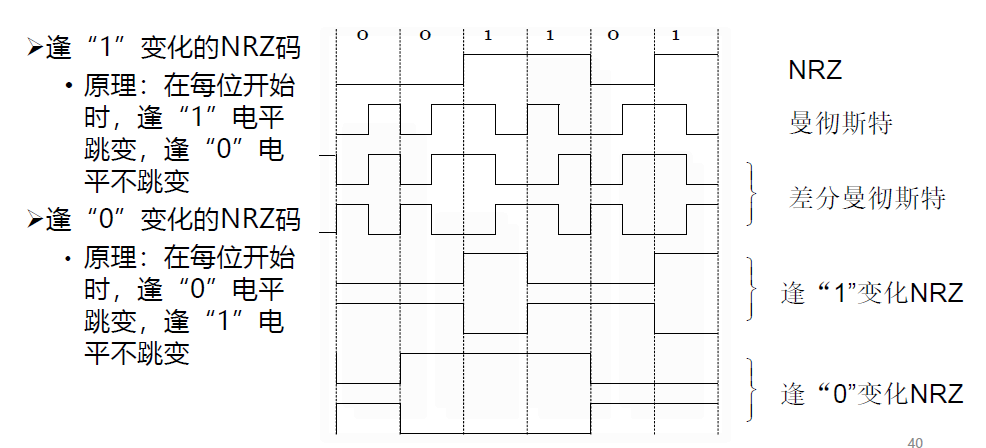 ➢逢“1”变化的NRZ码
• 原理：在每位开始
时，逢“1”电平
跳变，逢“0”电
平不跳变
➢逢“0”变化的NRZ码
• 原理：在每位开始
时，逢“0”电平
跳变，逢“1”电
平不跳变
0 0 1 1 0 1
NRZ
曼彻斯特
差分曼彻斯特
逢“1”变化NRZ
逢“0”变化NRZ
40